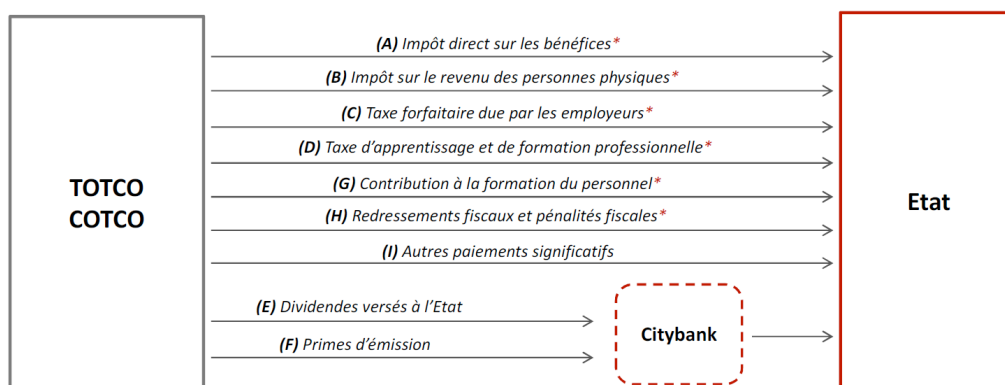 (A) Impôt direct sur les bénéfices*
(B) Impôt sur le revenu des personnes physiques*
(C) Taxe forfaitaire due par les employeurs*
(D) Taxe d’apprentissage et de formation professionnelle*
TOTCO
COTCO
(G) Contribution à la formation du personnel*
Etat
(H) Redressements fiscaux et pénalités fiscales*
(I) Autres paiements significatifs
(E) Dividendes versés à l’Etat
Citybank
(F) Primes d’émission